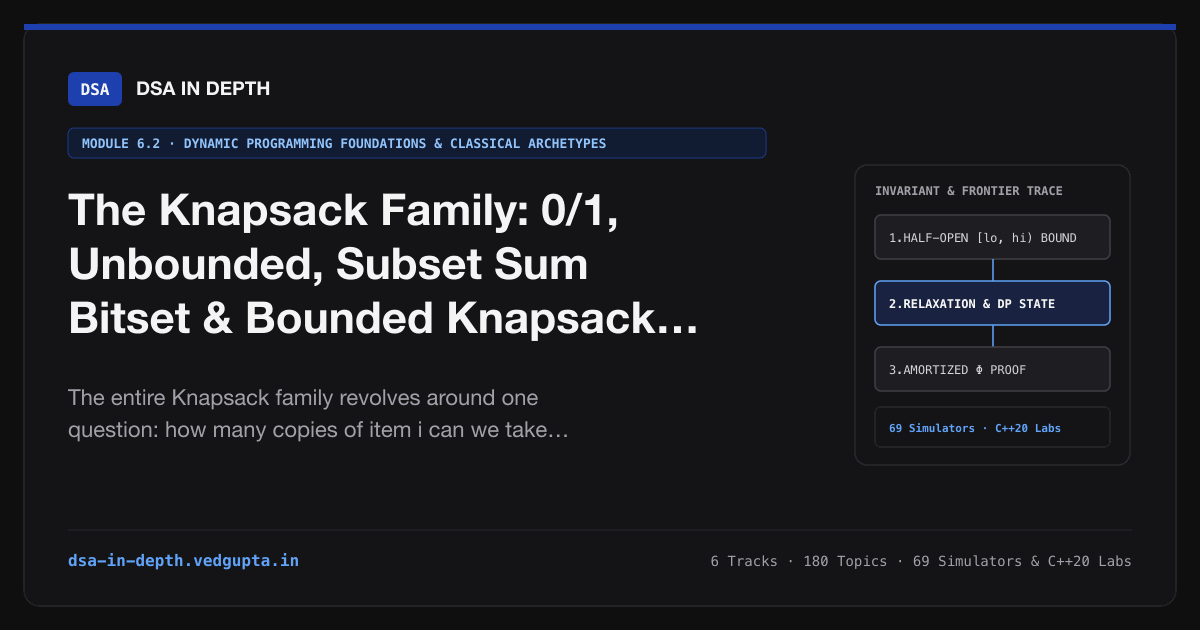 DSA
DSA IN DEPTH
MODULE 6.2 · DYNAMIC PROGRAMMING FOUNDATIONS & CLASSICAL ARCHETYPES
The Knapsack Family: 0/1,
Unbounded, Subset Sum
Bitset & Bounded Knapsack...
The entire Knapsack family revolves around one
question: how many copies of item i can we take...
INVARIANT & FRONTIER TRACE
1.HALF-OPEN [lo, hi) BOUND
2.RELAXATION & DP STATE
3.AMORTIZED Φ PROOF
69 Simulators · C++20 Labs
dsa-in-depth.vedgupta.in
6 Tracks · 180 Topics · 69 Simulators & C++20 Labs